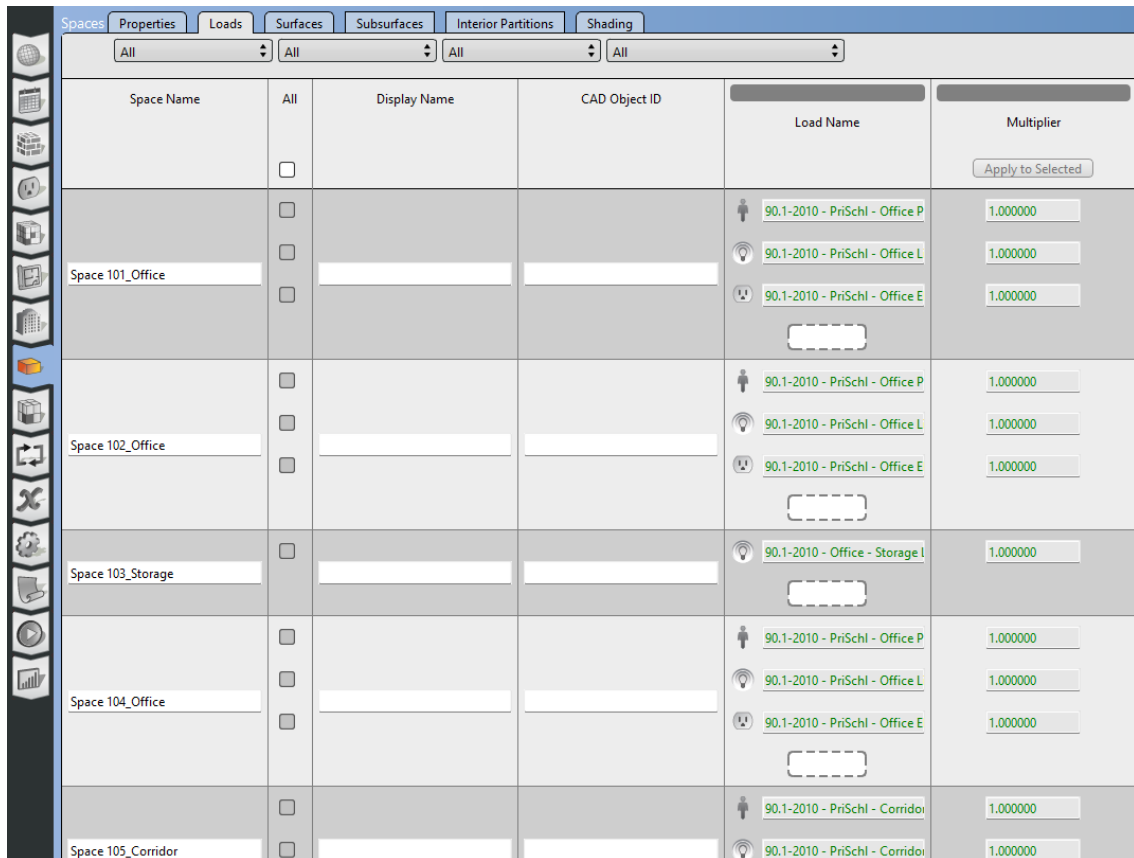 Spaces Properties Loads Surfaces Subsurfaces Interior Partitions Shading
All All All All
Space Name All Display Name CAD Object ID
Load Name Multiplier
Apply to Selected
90.1-2010 - PriSchl - Office P 1.000000
90.1-2010 - PriSchl - Office L 1.000000
Space 101_Office
90.1-2010 - PriSchl - Office E 1.000000
90.1-2010 - PriSchl - Office P 1.000000
90.1-2010 - PriSchl - Office L 1.000000
Space 102_Office
90.1-2010 - PriSchl - Office E 1.000000
90.1-2010 - Office - Storage L 1.000000
Space 103_Storage
90.1-2010 - PriSchl - Office P 1.000000
90.1-2010 - PriSchl - Office L 1.000000
Space 104_Office
90.1-2010 - PriSchl - Office E 1.000000
90.1-2010 - PriSchl - Corridor 1.000000
Space 105_Corridor 90.1-2010 - PriSchl - Corridor 1.000000